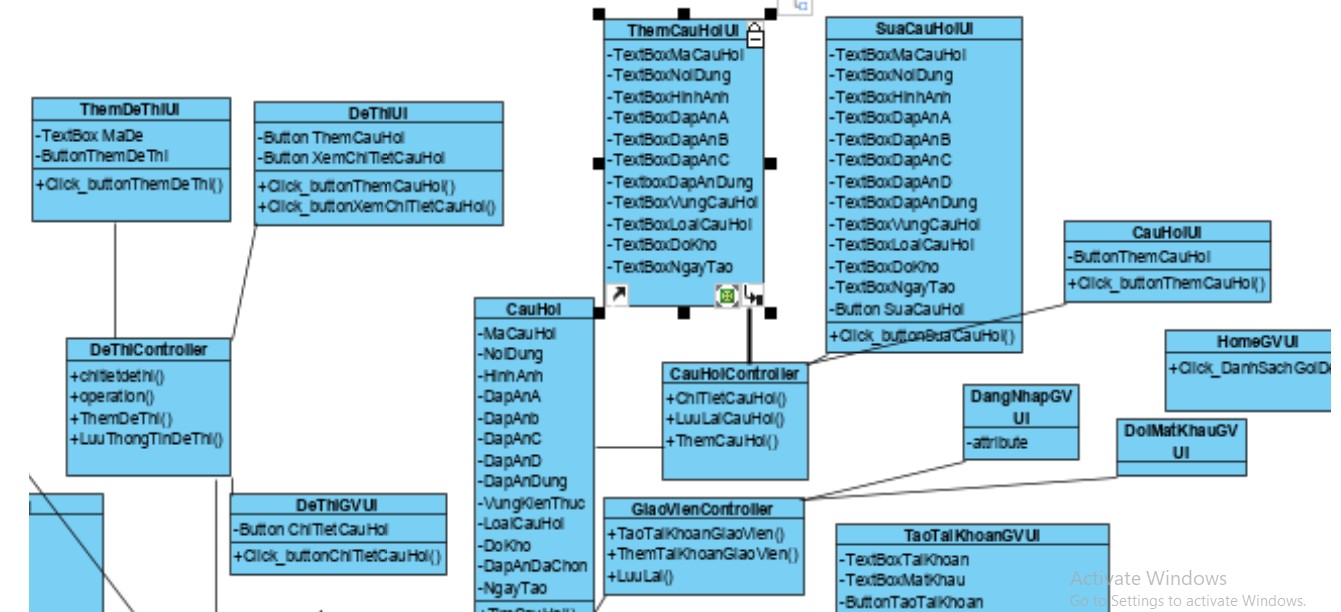 ThemCauHoiUI
-TextBoxMaCauHoi
-TextBoxNoiDung
-TextBoxHinhAnh
-TextBoxDapAnA
-TextBoxDapAnB
-TextBoxDapAnC
-TextboxDapAnDung
-TextBoxVungCauHoi
-TextBoxLoaiCauHoi
-TextBoxDoKho
-TextBoxNgayTao
SuaCauHoiUI
-TextBoxMaCauHoi
-TextBoxNoiDung
-TextBoxHinhAnh
-TextBoxDapAnA
-TextBoxDapAnB
-TextBoxDapAnC
-TextBoxDapAnD
-TextBoxDapAnDung
-TextBoxVungCauHoi
-TextBoxLoaiCauHoi
-TextBoxDoKho
-TextBoxNgayTao
-Button SuaCauHoi
+Click_buttonSuaCauHoi()
ThemDeThiUI
-TextBox MaDe
-ButtonThemDeThi
+Click_buttonThemDeThi()
DeThiUI
-Button ThemCauHoi
-Button XemChiTietCauHoi
+Click_buttonThemCauHoi()
+Click_buttonXemChiTietCauHoi()
CauHoiUI
-ButtonThemCauHoi
+Click_buttonThemCauHoi()
CauHoi
-MaCauHoi
-NoiDung
-HinhAnh
-DapAnA
-DapAnb
-DapAnC
-DapAnD
-DapAnDung
-VungKienThuc
-LoaiCauHoi
-DoKho
-DapAnDaChon
-NgayTao
DeThiController
+chitietdethi()
+operation()
+ThemDeThi()
+LuuThongTinDeThi()
CauHoiController
+ChiTietCauHoi()
+LuuLaiCauHoi()
+ThemCauHoi()
HomeGVUI
+Click_DanhSachGoiDe
DangNhapGV
UI
-attribute
DoiMatKhauGV
UI
DeThiGVUI
-Button ChiTietCauHoi
+Click_buttonChiTietCauHoi()
GiaoVienController
+TaoTaiKhoanGiaoVien()
+ThemTaiKhoanGiaoVien()
+LuuLai()
TaoTaiKhoanGVUI
-TextBoxTaiKhoan
-TextBoxMatKhau
-ButtonTaoTaiKhoan
Activate Windows
Go to Settings to activate Windows.